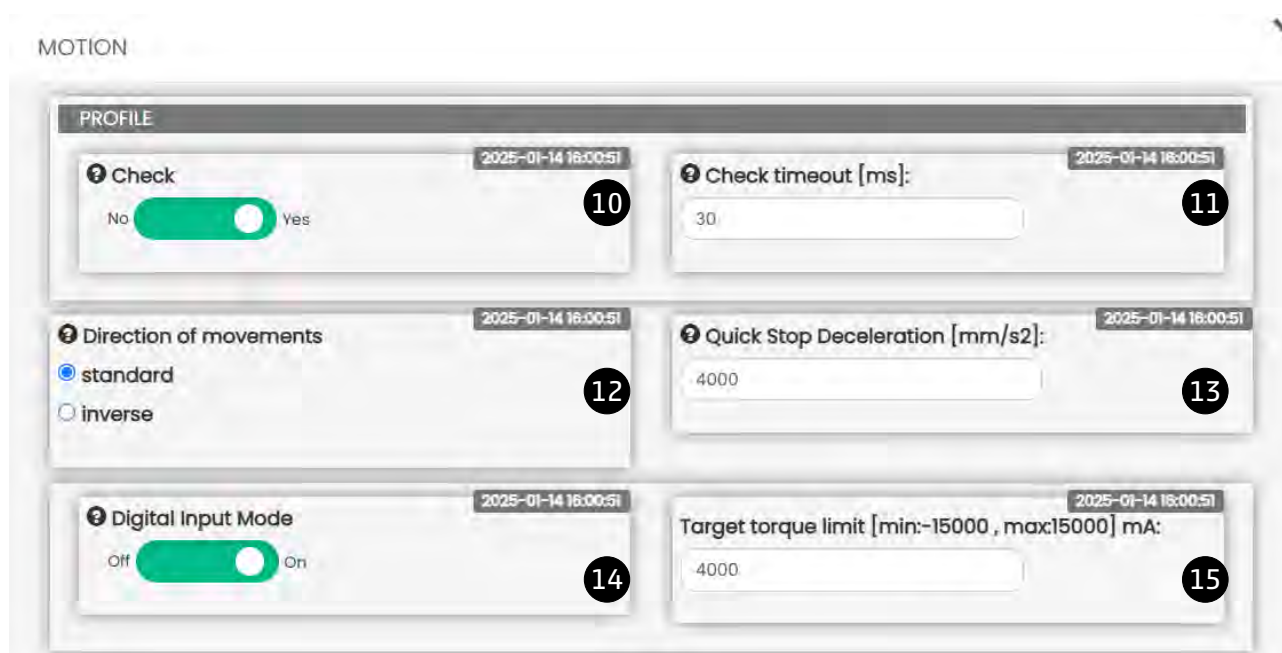 MOTION
PROFILE
2025-01-14 16:00:51
Check
No Yes
10
2025-01-14 16:00:51
Check timeout [ms]:
30
11
2025-01-14 16:00:51
Direction of movements
standard
inverse
12
2025-01-14 16:00:51
Quick Stop Deceleration [mm/s2]:
4000
13
2025-01-14 16:00:51
Digital Input Mode
Off On
14
2025-01-14 16:00:51
Target torque limit [min:-15000 , max:15000] mA:
4000
15